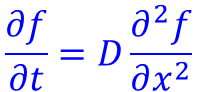 ∂f/∂t = D ∂²f/∂x²